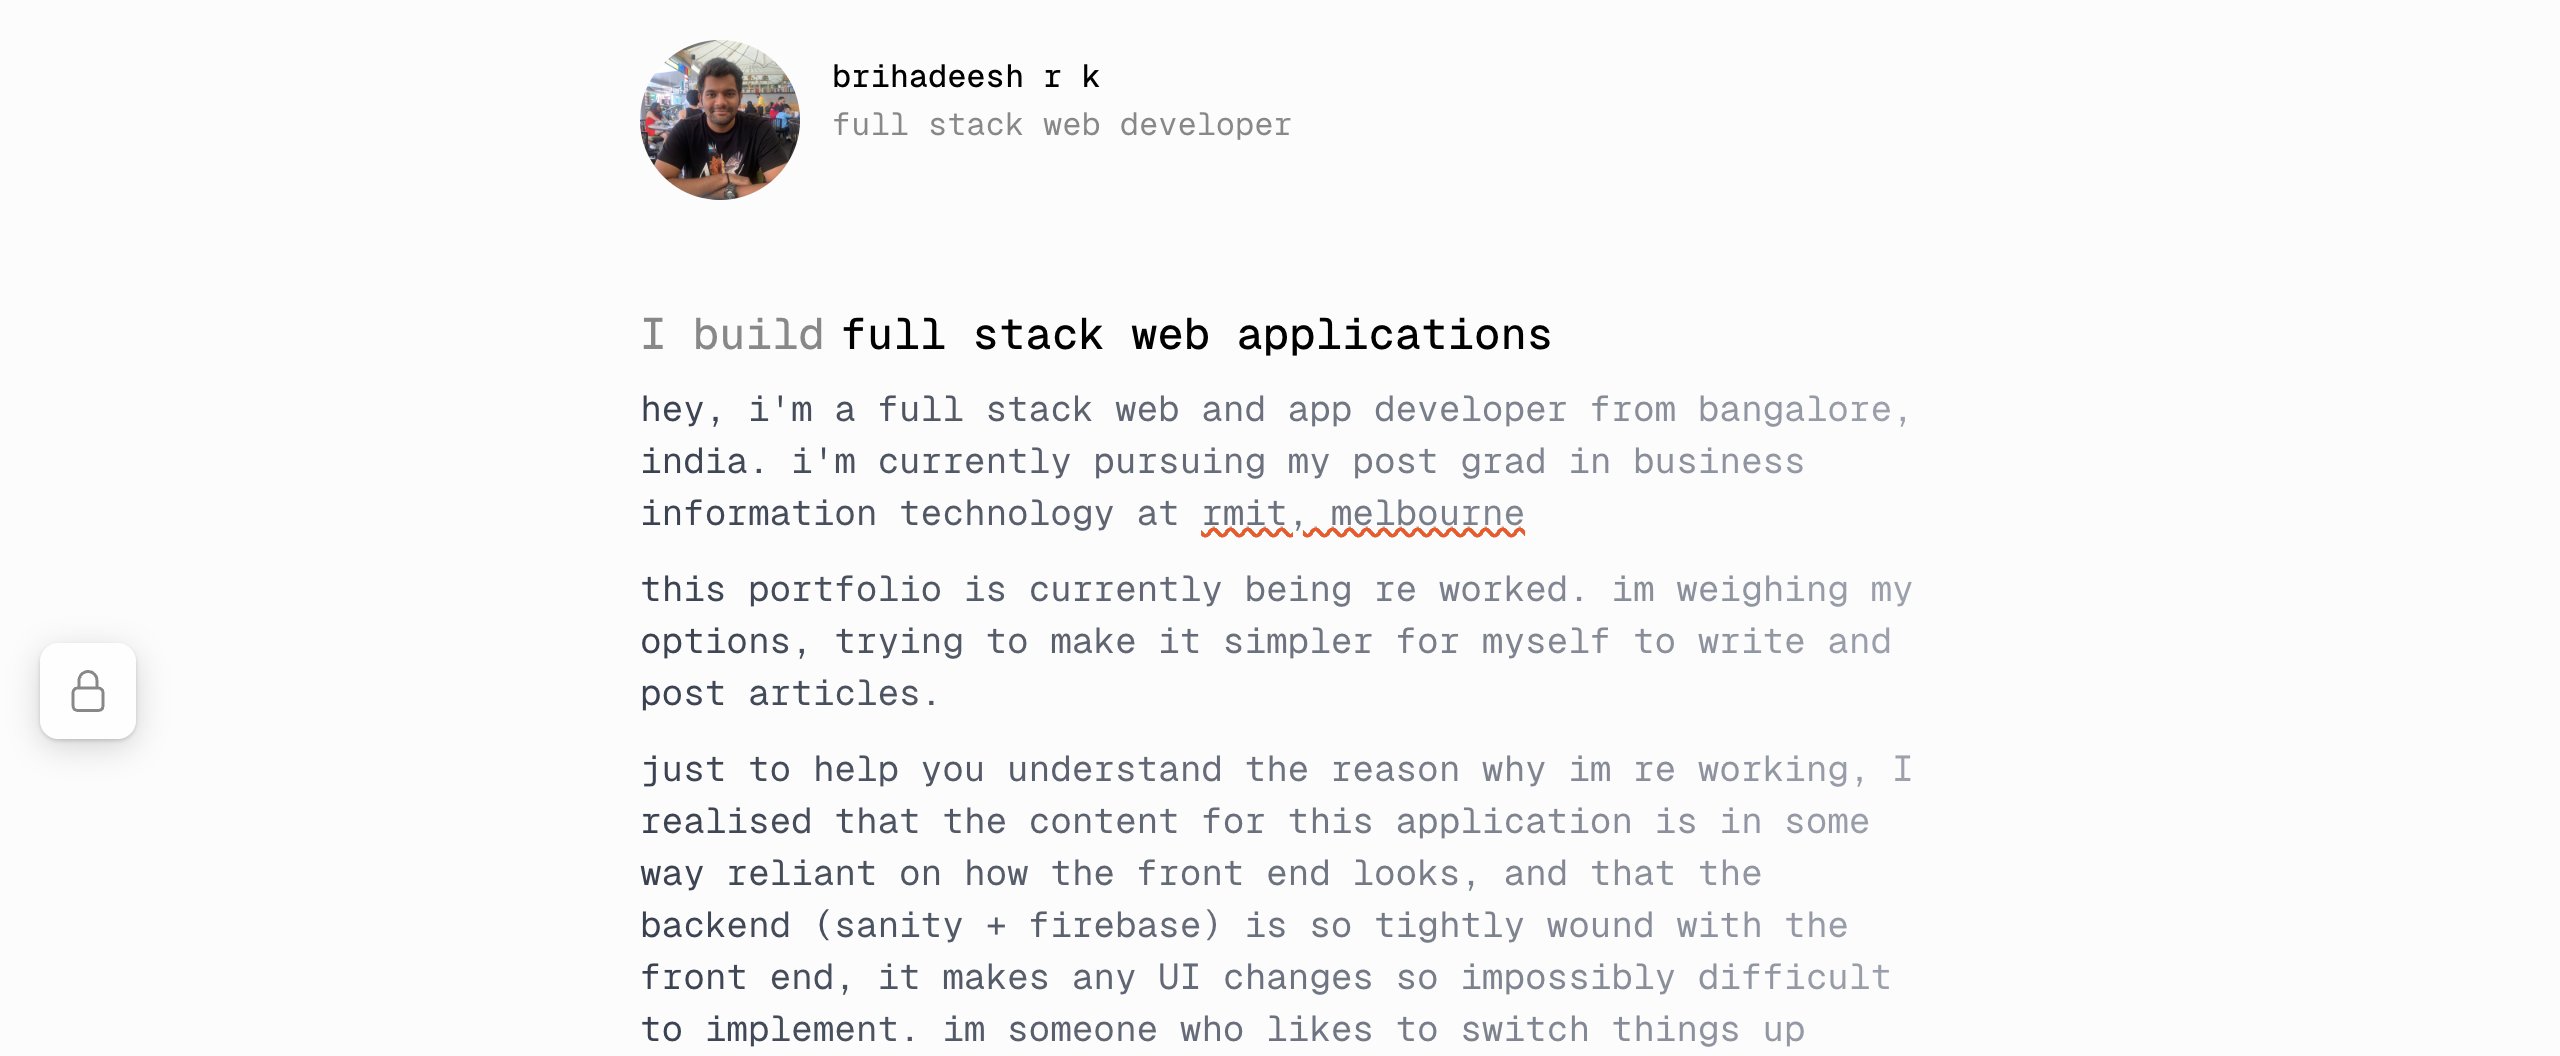 brihadeesh r k
full stack web developer
I build full stack web applications
hey, i'm a full stack web and app developer from bangalore,
india. i'm currently pursuing my post grad in business
information technology at rmit, melbourne
this portfolio is currently being re worked. im weighing my
options, trying to make it simpler for myself to write and
post articles.
just to help you understand the reason why im re working, I
realised that the content for this application is in some
way reliant on how the front end looks, and that the
backend (sanity + firebase) is so tightly wound with the
front end, it makes any UI changes so impossibly difficult
to implement. im someone who likes to switch things up